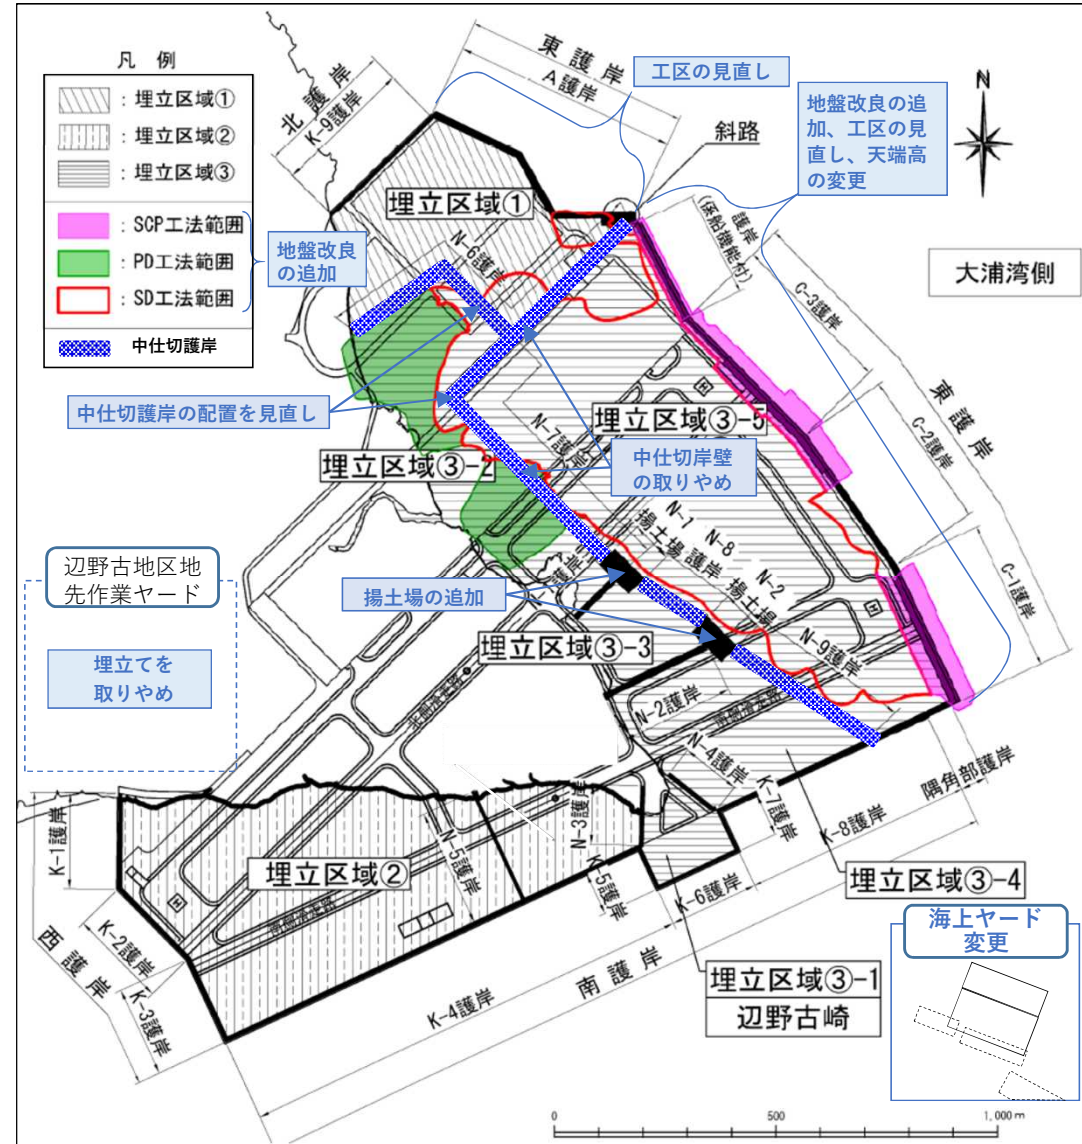 凡 例
：埋立区域①
：埋立区域②
：埋立区域③
：SCP工法範囲
：PD工法範囲
：SD工法範囲
中仕切護岸
地盤改良
の追加
東護岸
A護岸
北護岸
K-9護岸
工区の見直し
斜路
地盤改良の追
加、工区の見
直し、天端高
の変更
N
大浦湾側
護岸
(係船機能付)
C-3護岸
東護岸
C-2護岸
C-1護岸
埋立区域①
N-6護岸
中仕切護岸の配置を見直し
埋立区域③-5
N-7護岸
中仕切岸壁
の取りやめ
埋立区域③-2
N-1
揚土場
N-8
護岸
N-2
揚土場
N-9護岸
H
H
揚土場の追加
辺野古地区地
先作業ヤード
埋立てを
取りやめ
埋立区域③-3
N-2護岸
N-4護岸
K-7護岸
K-8護岸
隅角部護岸
N-3護岸
N-5護岸
K-5護岸
K-6護岸
K-1護岸
埋立区域②
H
K-2護岸
西護岸
K-3護岸
K-4護岸
南護岸
埋立区域③-4
埋立区域③-1
辺野古崎
海上ヤード
変更
0
500
1,000 m